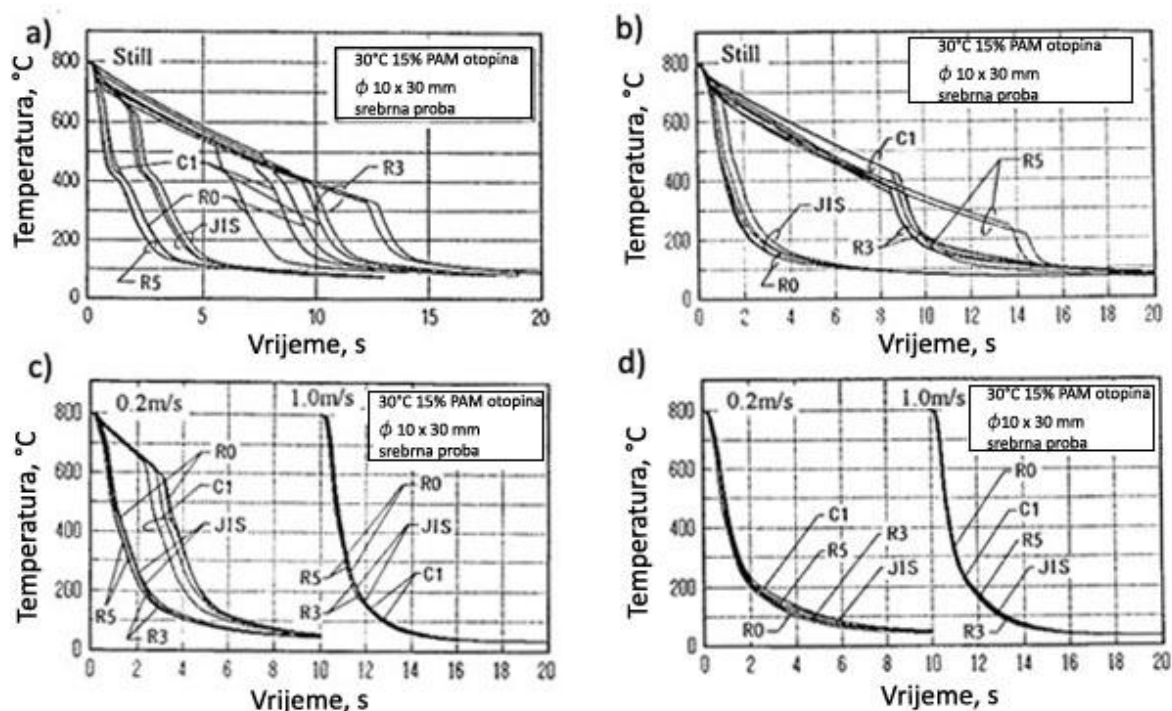 a)
Still
30°C 15% PAM otopina
ϕ 10 x 30 mm
srebrna proba
Temperatura, °C
800
600
400
200
0
C1
R3
R0
JIS
R5
0
5
10
15
20
Vrijeme, s
b)
Still
30°C 15% PAM otopina
ϕ 10 x 30 mm
srebrna proba
Temperatura, °C
800
600
400
200
0
C1
R5
JIS
R3
R0
0
2
4
6
8
10
12
14
16
18
20
Vrijeme, s
c)
0.2m/s
1.0m/s
30°C 15% PAM otopina
ϕ 10 x 30 mm
srebrna proba
Temperatura, °C
800
600
400
200
0
R0
C1
JIS
R5
R3
R0
JIS
R5
C1
R3
0
2
4
6
8
10
12
14
16
18
20
Vrijeme, s
d)
0.2m/s
1.0m/s
30°C 15% PAM otopina
ϕ 10 x 30 mm
srebrna proba
Temperatura, °C
800
600
400
200
0
C1
R3
R5
JIS
R0
R0
C1
R5
JIS
R3
0
2
4
6
8
10
12
14
16
18
20
Vrijeme, s